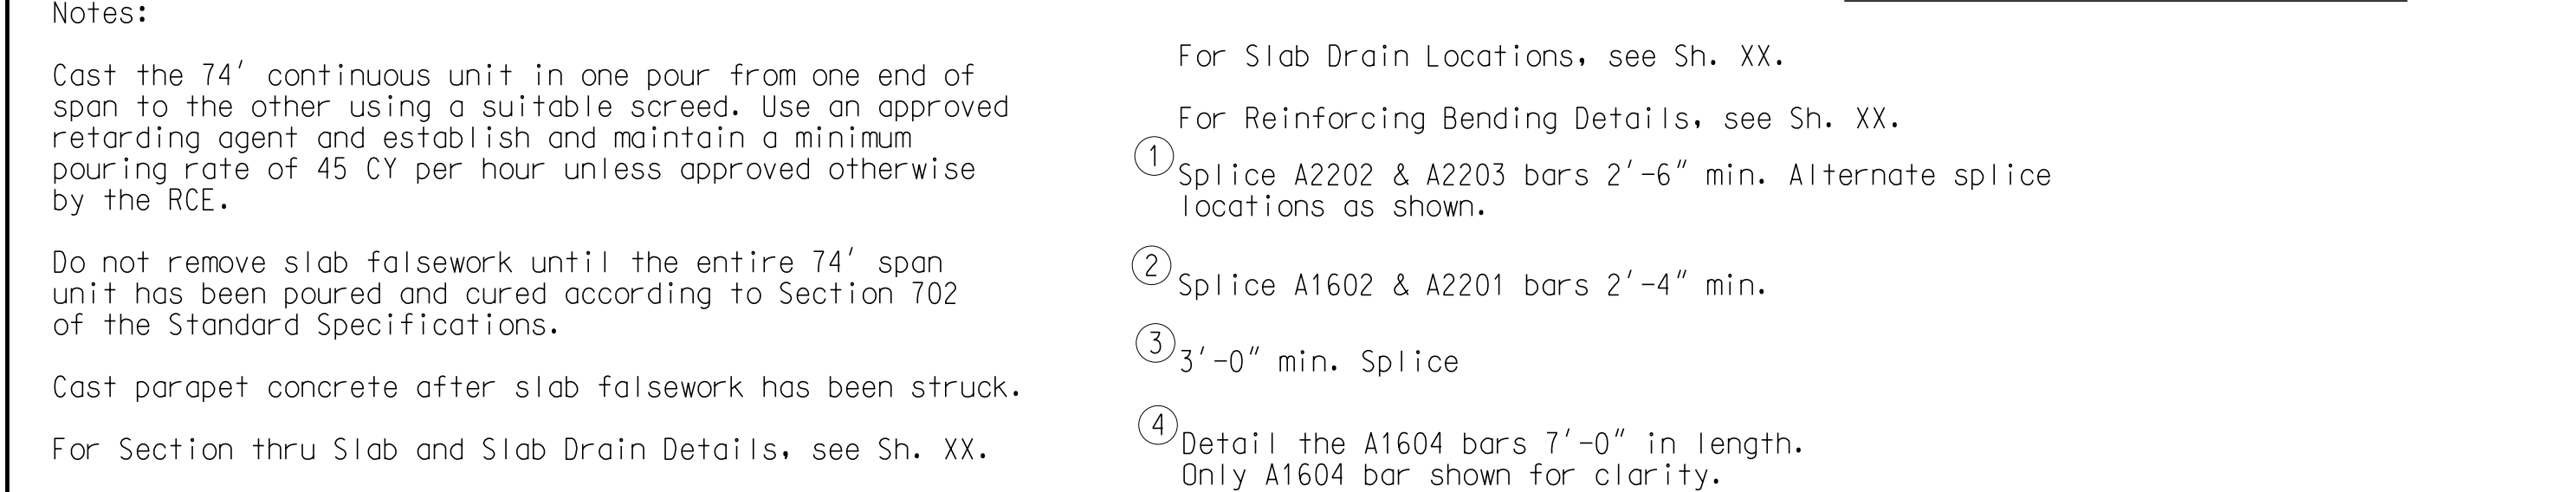 Notes:
Cast the 74' continuous unit in one pour from one end of
span to the other using a suitable screed. Use an approved
retarding agent and establish and maintain a minimum
pouring rate of 45 CY per hour unless approved otherwise
by the RCE.
Do not remove slab falsework until the entire 74' span
unit has been poured and cured according to Section 702
of the Standard Specifications.
Cast parapet concrete after slab falsework has been struck.
For Section thru Slab and Slab Drain Details, see Sh. XX.
For Slab Drain Locations, see Sh. XX.
For Reinforcing Bending Details, see Sh. XX.
1 Splice A2202 & A2203 bars 2'-6" min. Alternate splice
locations as shown.
2 Splice A1602 & A2201 bars 2'-4" min.
3 3'-0" min. Splice
4 Detail the A1604 bars 7'-0" in length.
Only A1604 bar shown for clarity.